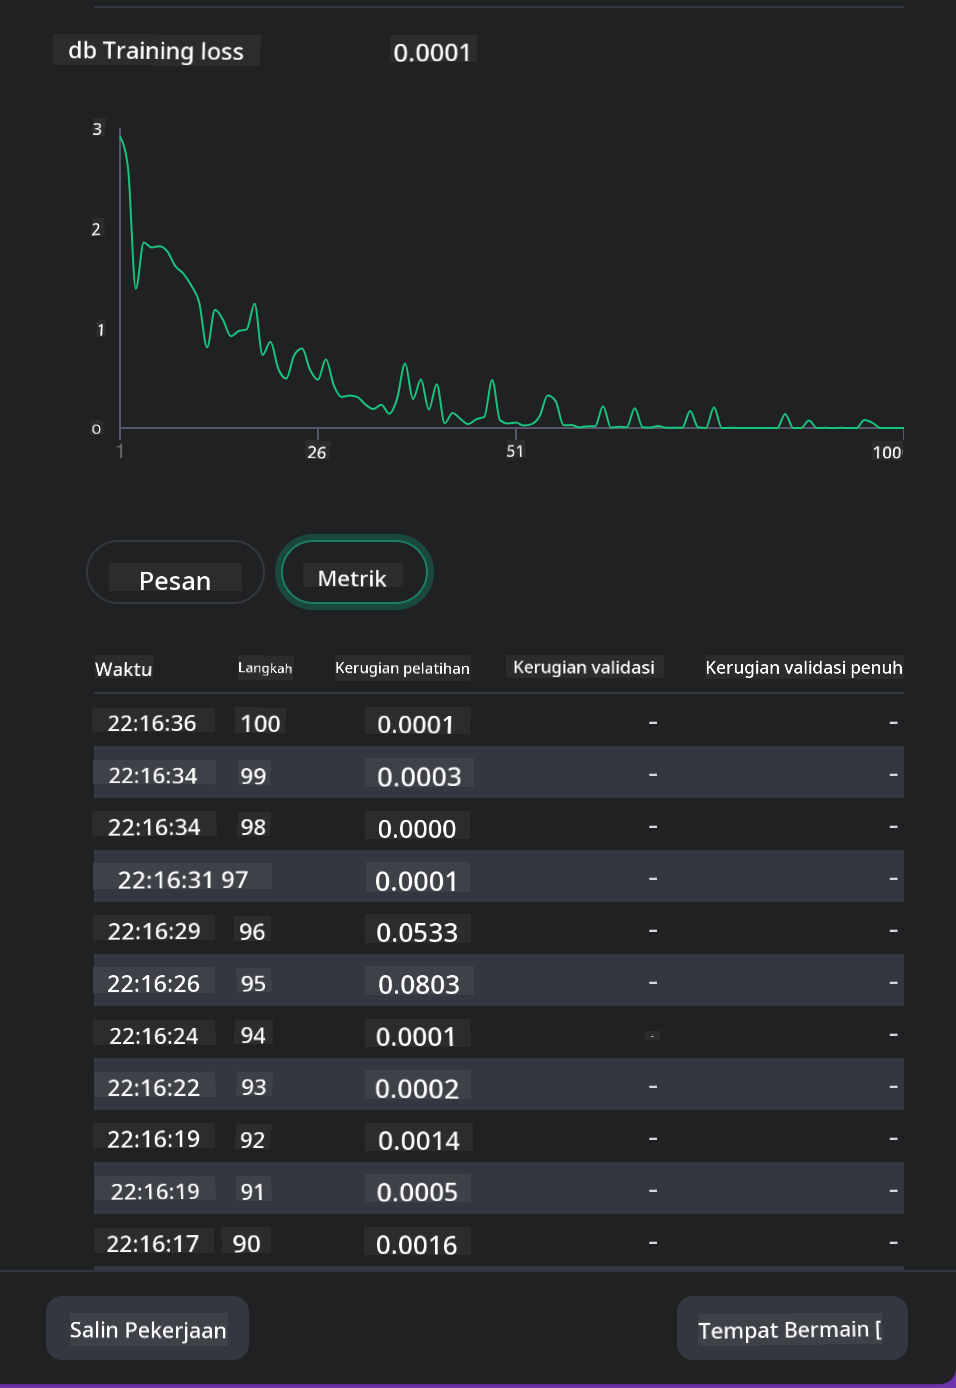 db Training loss 0.0001
3
2
1
0
1 26 51 100
Pesan Metrik
Waktu Langkah Kerugian pelatihan Kerugian validasi Kerugian validasi penuh
22:16:36 100 0.0001 - -
22:16:34 99 0.0003 - -
22:16:34 98 0.0000 - -
22:16:31 97 0.0001 - -
22:16:29 96 0.0533 - -
22:16:26 95 0.0803 - -
22:16:24 94 0.0001 - -
22:16:22 93 0.0002 - -
22:16:19 92 0.0014 - -
22:16:19 91 0.0005 - -
22:16:17 90 0.0016 - -
Salin Pekerjaan Tempat Bermain [